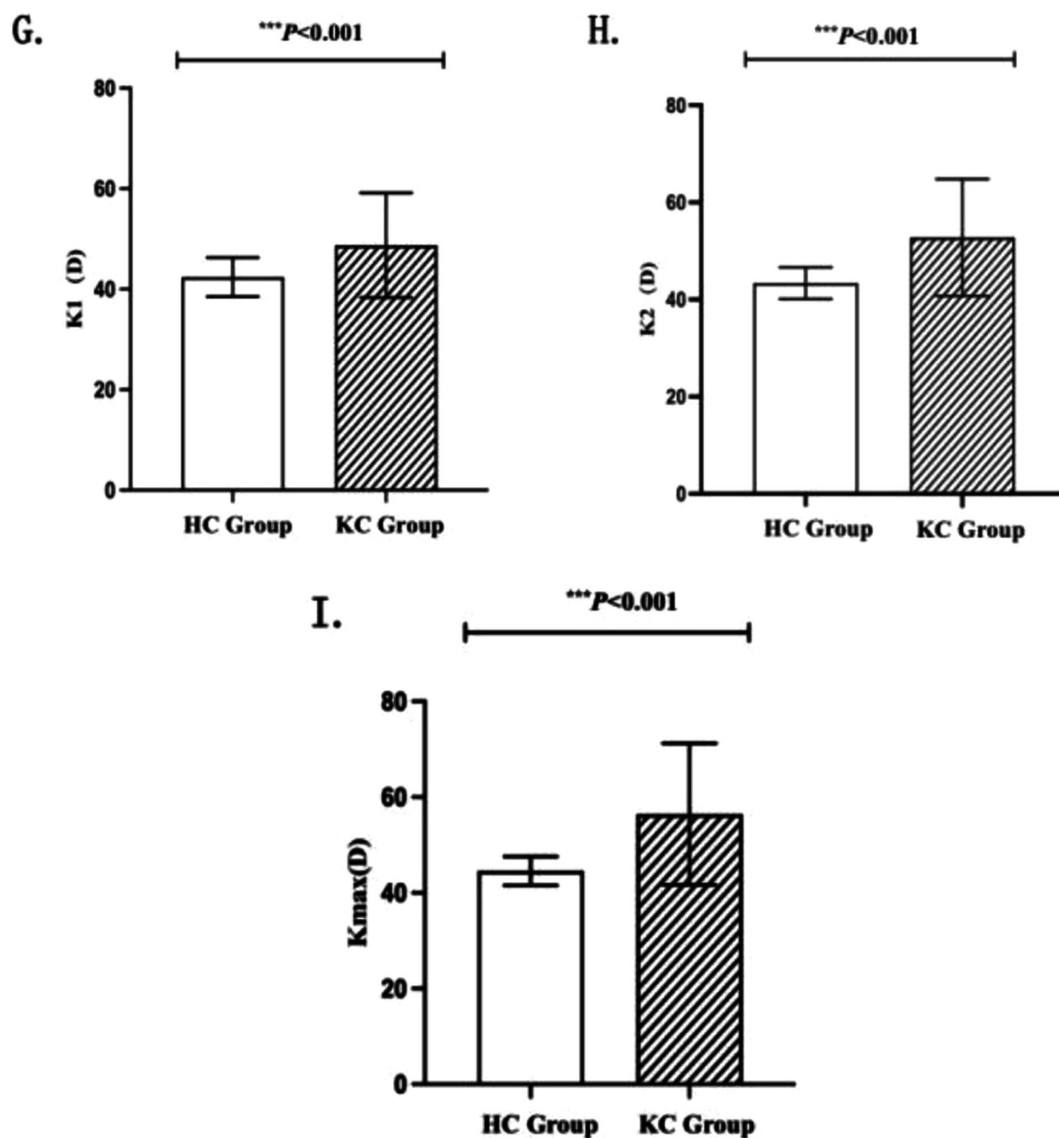 G.
***P<0.001
80
60
40
20
0
K1 (D)
HC Group KC Group
H.
***P<0.001
80
60
40
20
0
K2 (D)
HC Group KC Group
I.
***P<0.001
80
60
40
20
0
Kmax(D)
HC Group KC Group